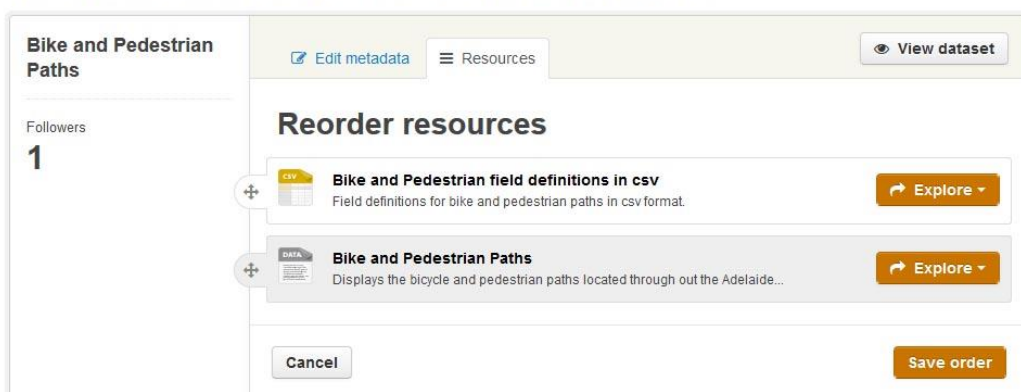 Bike and Pedestrian
Paths
Followers
1
Edit metadata
Resources
View dataset
Reorder resources
CSV
Bike and Pedestrian field definitions in csv
Field definitions for bike and pedestrian paths in csv format.
Explore
DATA
Bike and Pedestrian Paths
Displays the bicycle and pedestrian paths located through out the Adelaide...
Explore
Cancel
Save order